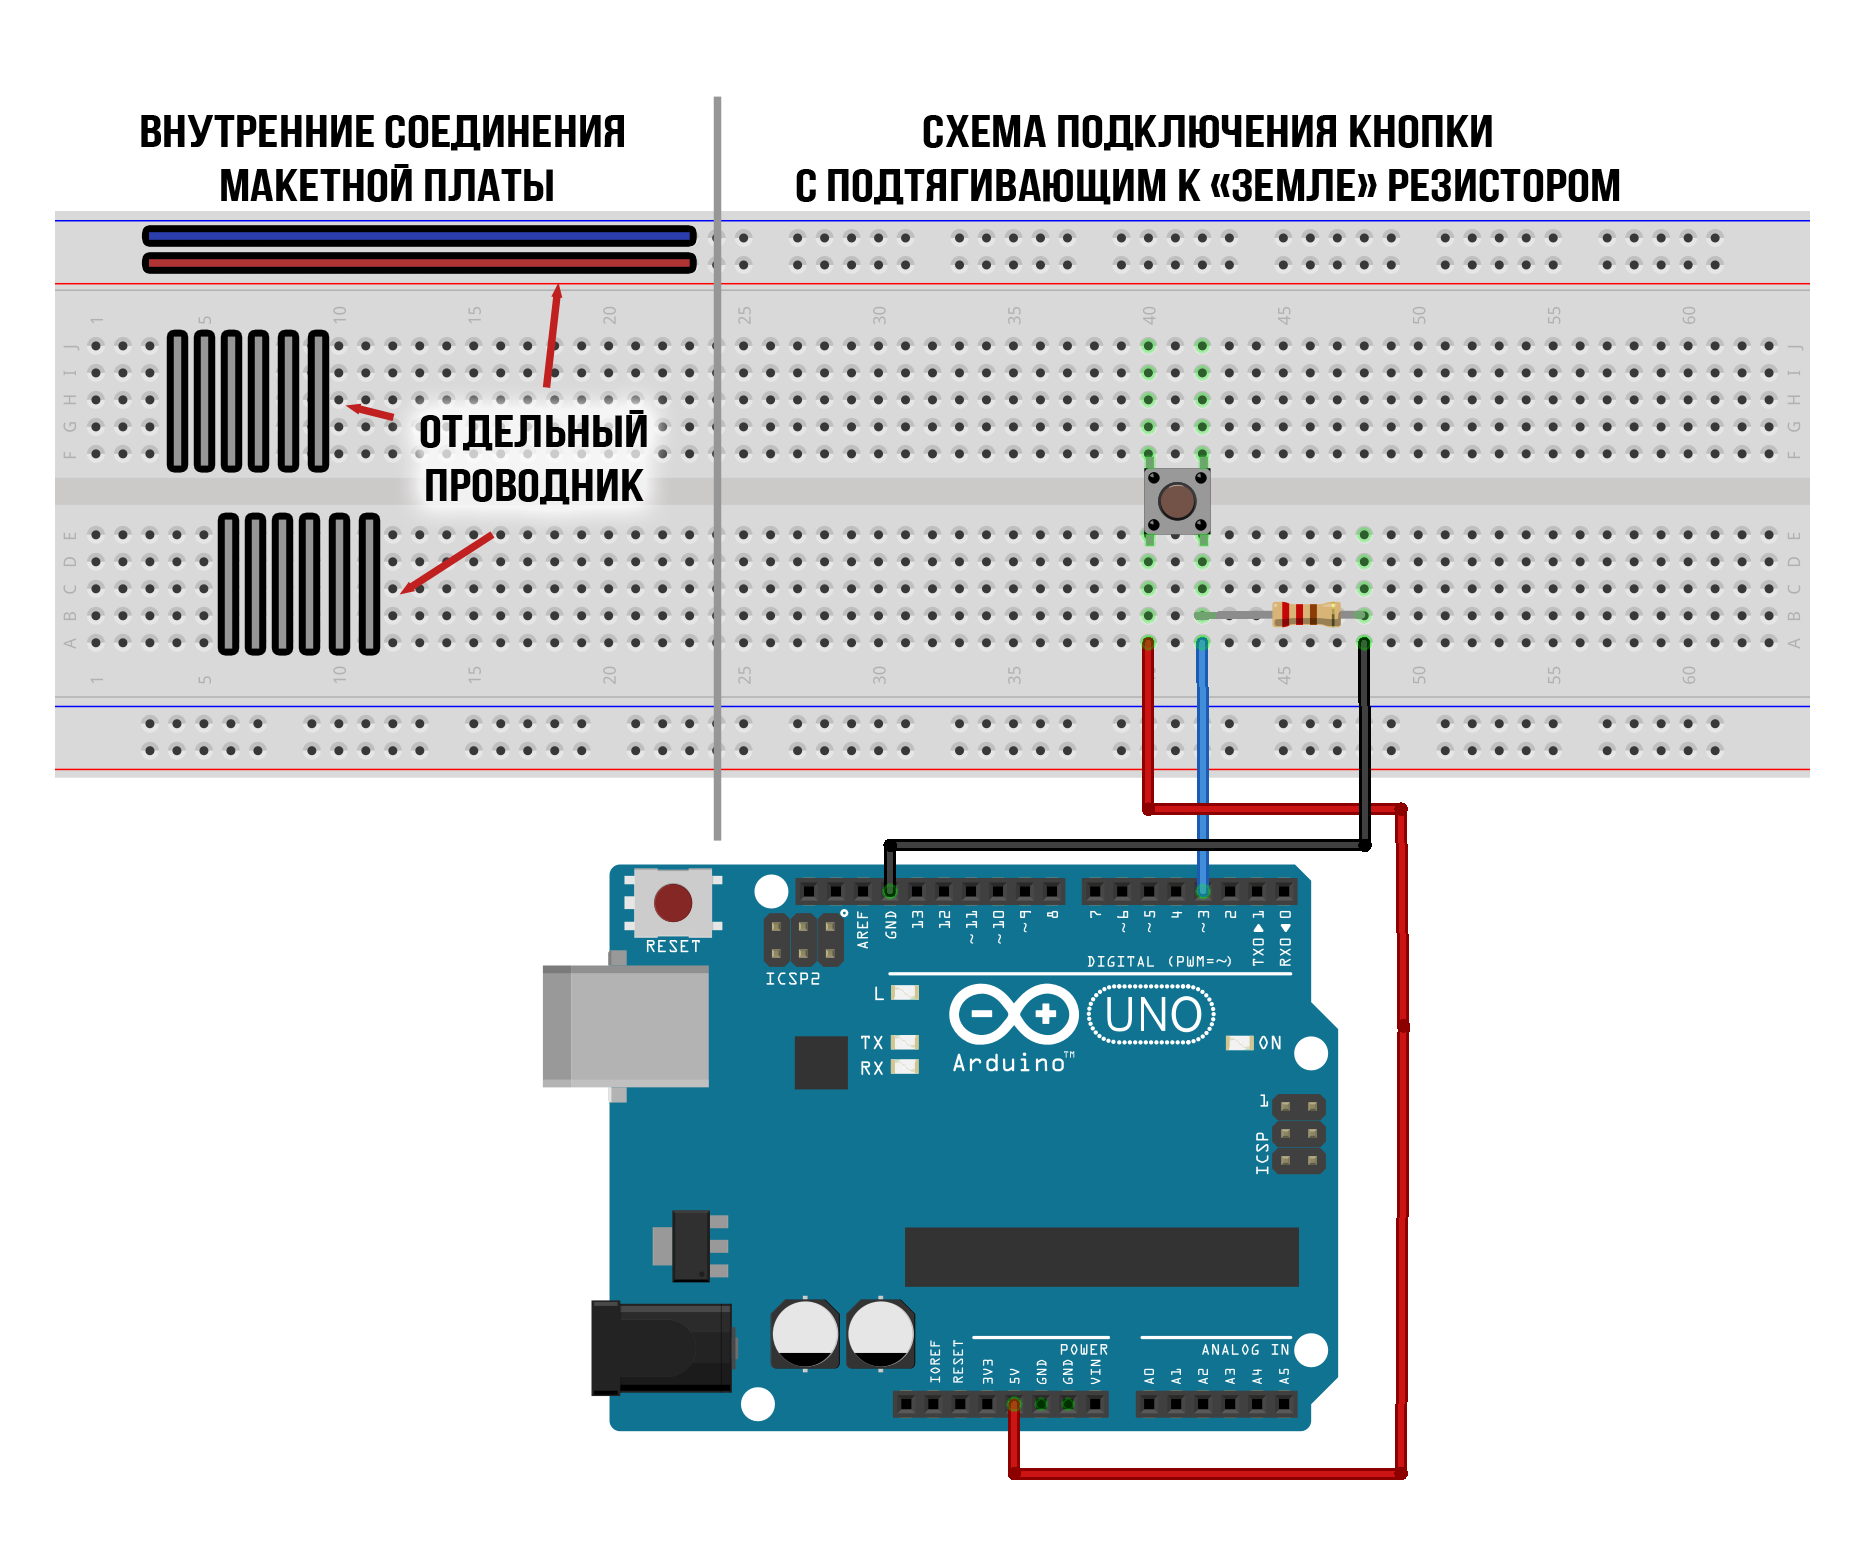 ВНУТРЕННИЕ СОЕДИНЕНИЯ
МАКЕТНОЙ ПЛАТЫ
СХЕМА ПОДКЛЮЧЕНИЯ КНОПКИ
С ПОДТЯГИВАЮЩИМ К «ЗЕМЛЕ» РЕЗИСТОРОМ
1 5 10 15 20 25 30 35 40 45 50 55 60
J J
I I
H H
G G
F F
ОТДЕЛЬНЫЙ
ПРОВОДНИК
E E
D D
C C
B B
A A
1 5 10 15 20 25 30 35 45 50 55 60
RESET
ICSP2
AREF
GND
13
12
~11
~10
~9
8
7
~6
~5
4
~3
2
TX0▶1
RX0◀0
DIGITAL (PWM=~)
L
TX
RX
UNO
Arduino™
ON
1
ICSP
POWER
ANALOG IN
IOREF
RESET
3V3
5V
GND
GND
VIN
A0
A1
A2
A3
A4
A5